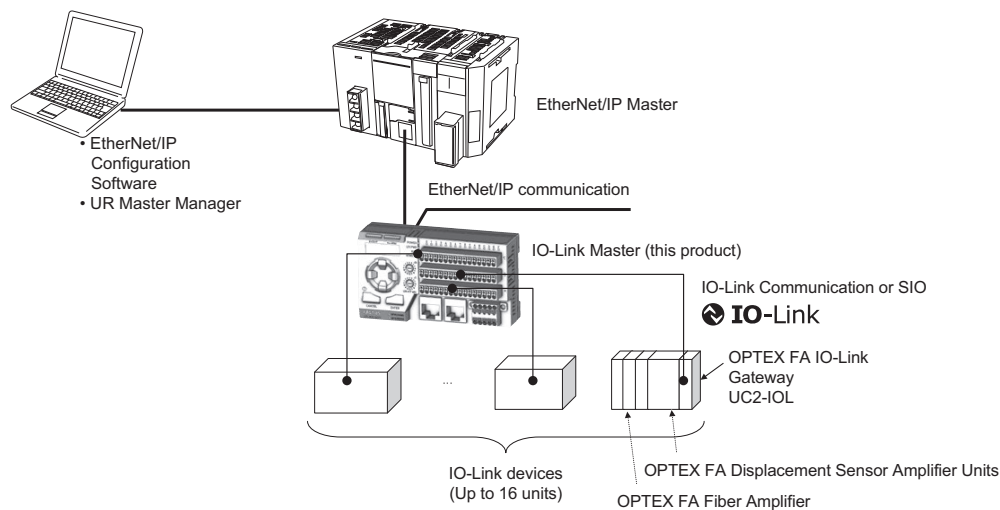 EtherNet/IP Master
• EtherNet/IP
Configuration
Software
• UR Master Manager
EtherNet/IP communication
IO-Link Master (this product)
IO-Link Communication or SIO
IO-Link
OPTEX FA IO-Link
Gateway
UC2-IOL
...
IO-Link devices
(Up to 16 units)
OPTEX FA Displacement Sensor Amplifier Units
OPTEX FA Fiber Amplifier